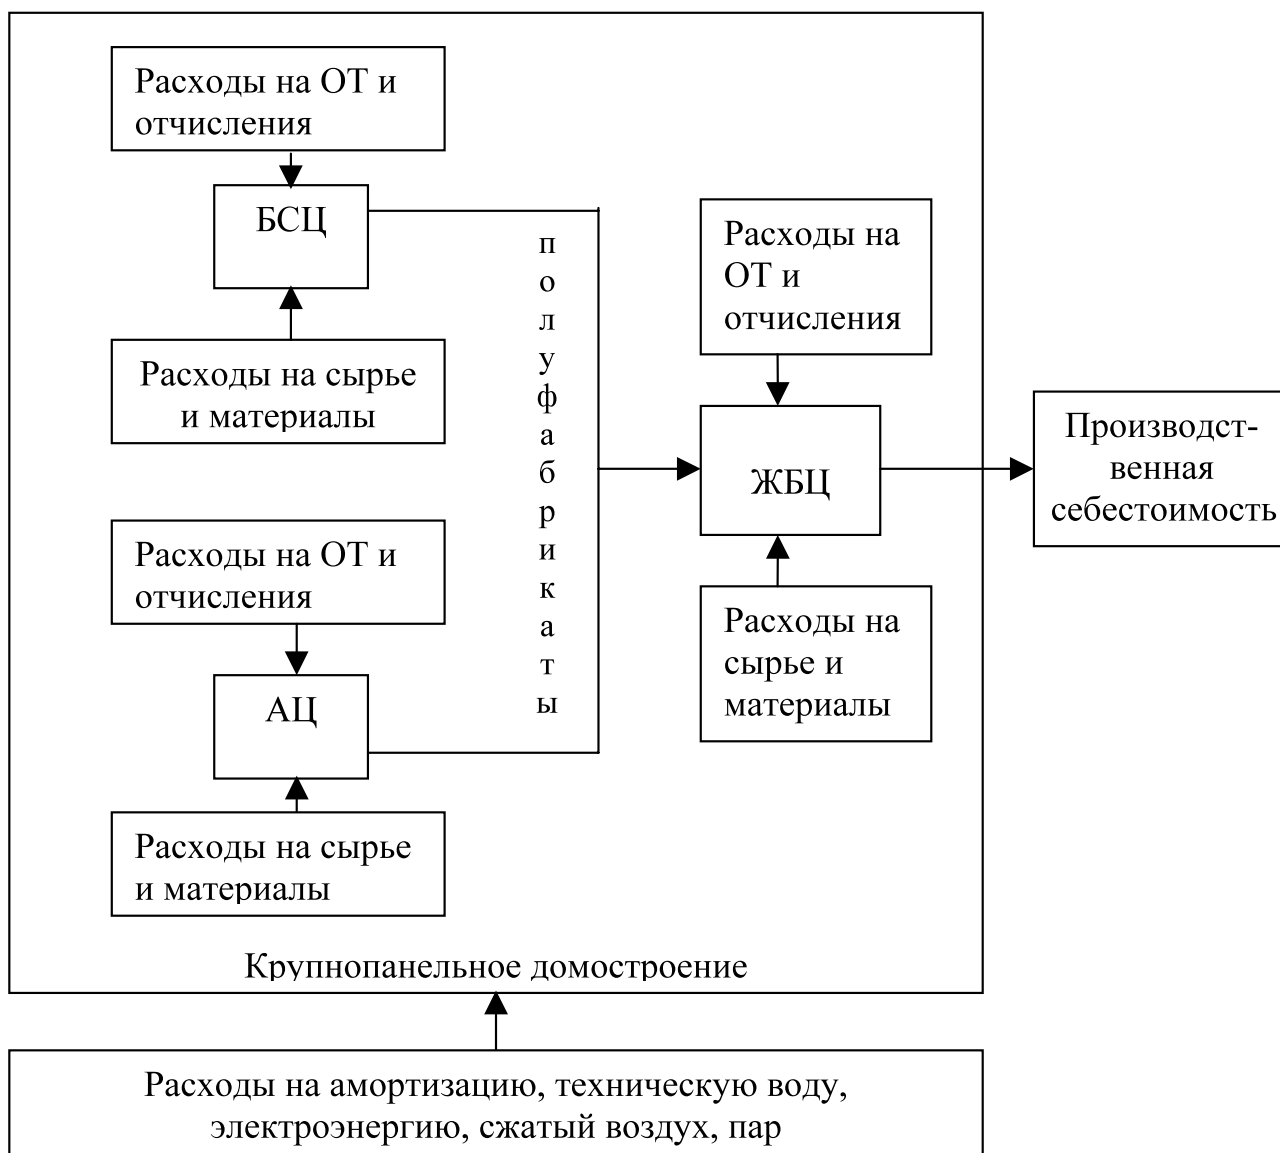 Расходы на ОТ и
отчисления
БСЦ
Расходы на сырье
и материалы
полуфабрикаты
Расходы на ОТ и
отчисления
АЦ
Расходы на сырье
и материалы
Расходы на
ОТ и
отчисления
ЖБЦ
Расходы на
сырье и
материалы
Производст-
венная
себестоимость
Крупнопанельное домостроение
Расходы на амортизацию, техническую воду,
электроэнергию, сжатый воздух, пар